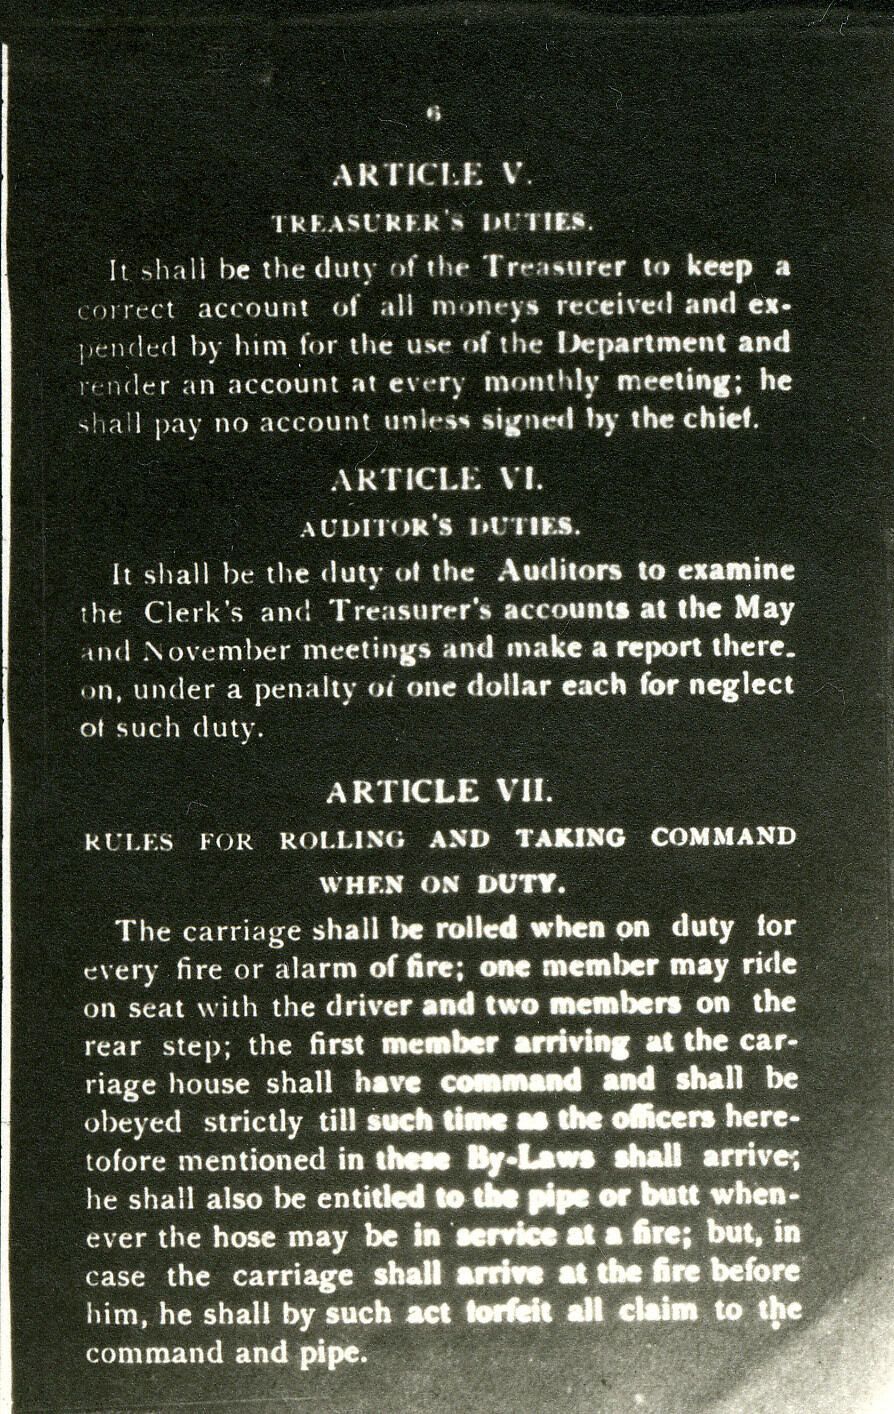 6
ARTICLE V.
TREASURER'S DUTIES.
It shall be the duty of the Treasurer to keep a
correct account of all moneys received and ex-
pended by him for the use of the Department and
render an account at every monthly meeting; he
shall pay no account unless signed by the chief.
ARTICLE VI.
AUDITOR'S DUTIES.
It shall be the duty of the Auditors to examine
the Clerk's and Treasurer's accounts at the May
and November meetings and make a report there-
on, under a penalty of one dollar each for neglect
of such duty.
ARTICLE VII.
RULES FOR ROLLING AND TAKING COMMAND
WHEN ON DUTY.
The carriage shall be rolled when on duty for
every fire or alarm of fire; one member may ride
on seat with the driver and two members on the
rear step; the first member arriving at the car-
riage house shall have command and shall be
obeyed strictly till such time as the officers here-
tofore mentioned in these By-Laws shall arrive;
he shall also be entitled to the pipe or butt when-
ever the hose may be in service at a fire; but, in
case the carriage shall arrive at the fire before
him, he shall by such act forfeit all claim to the
command and pipe.